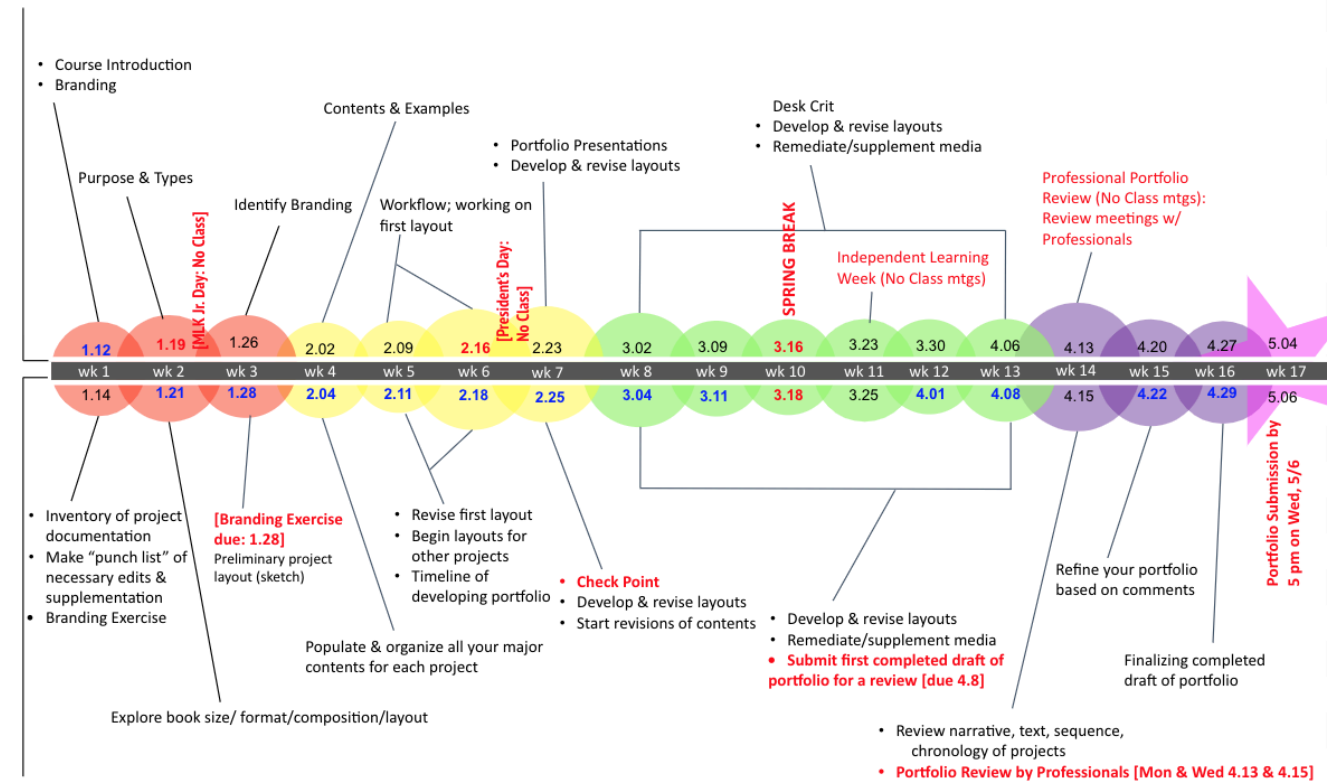 • Course Introduction
• Branding
Contents & Examples
Desk Crit
• Develop & revise layouts
• Remediate/supplement media
• Portfolio Presentations
• Develop & revise layouts
Purpose & Types
Professional Portfolio
Review (No Class mtgs):
Review meetings w/
Professionals
Identify Branding
Workflow; working on
first layout
[MLK Jr. Day: No Class]
[President's Day:
No Class]
SPRING BREAK
Independent Learning
Week (No Class mtgs)
1.12 1.19 1.26 2.02 2.09 2.16 2.23 3.02 3.09 3.16 3.23 3.30 4.06 4.13 4.20 4.27 5.04
wk 1 wk 2 wk 3 wk 4 wk 5 wk 6 wk 7 wk 8 wk 9 wk 10 wk 11 wk 12 wk 13 wk 14 wk 15 wk 16 wk 17
1.14 1.21 1.28 2.04 2.11 2.18 2.25 3.04 3.11 3.18 3.25 4.01 4.08 4.15 4.22 4.29 5.06
• Inventory of project
documentation
• Make “punch list” of
necessary edits &
supplementation
• Branding Exercise
[Branding Exercise
due: 1.28]
Preliminary project
layout (sketch)
• Revise first layout
• Begin layouts for
other projects
• Timeline of
developing portfolio
• Check Point
• Develop & revise layouts
• Start revisions of contents
Portfolio Submission by
5 pm on Wed, 5/6
Refine your portfolio
based on comments
• Develop & revise layouts
• Remediate/supplement media
• Submit first completed draft of
portfolio for a review [due 4.8]
Populate & organize all your major
contents for each project
Finalizing completed
draft of portfolio
Explore book size/ format/composition/layout
• Review narrative, text, sequence,
chronology of projects
• Portfolio Review by Professionals [Mon & Wed 4.13 & 4.15]